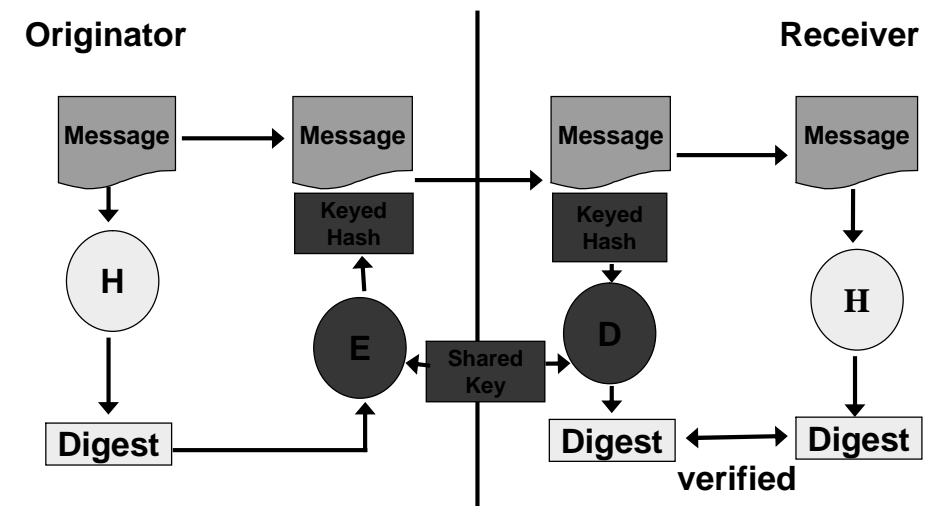 Originator
Receiver
Message
Message
Message
Message
Keyed
Hash
Keyed
Hash
H
H
E
D
Shared
Key
Digest
Digest
Digest
verified